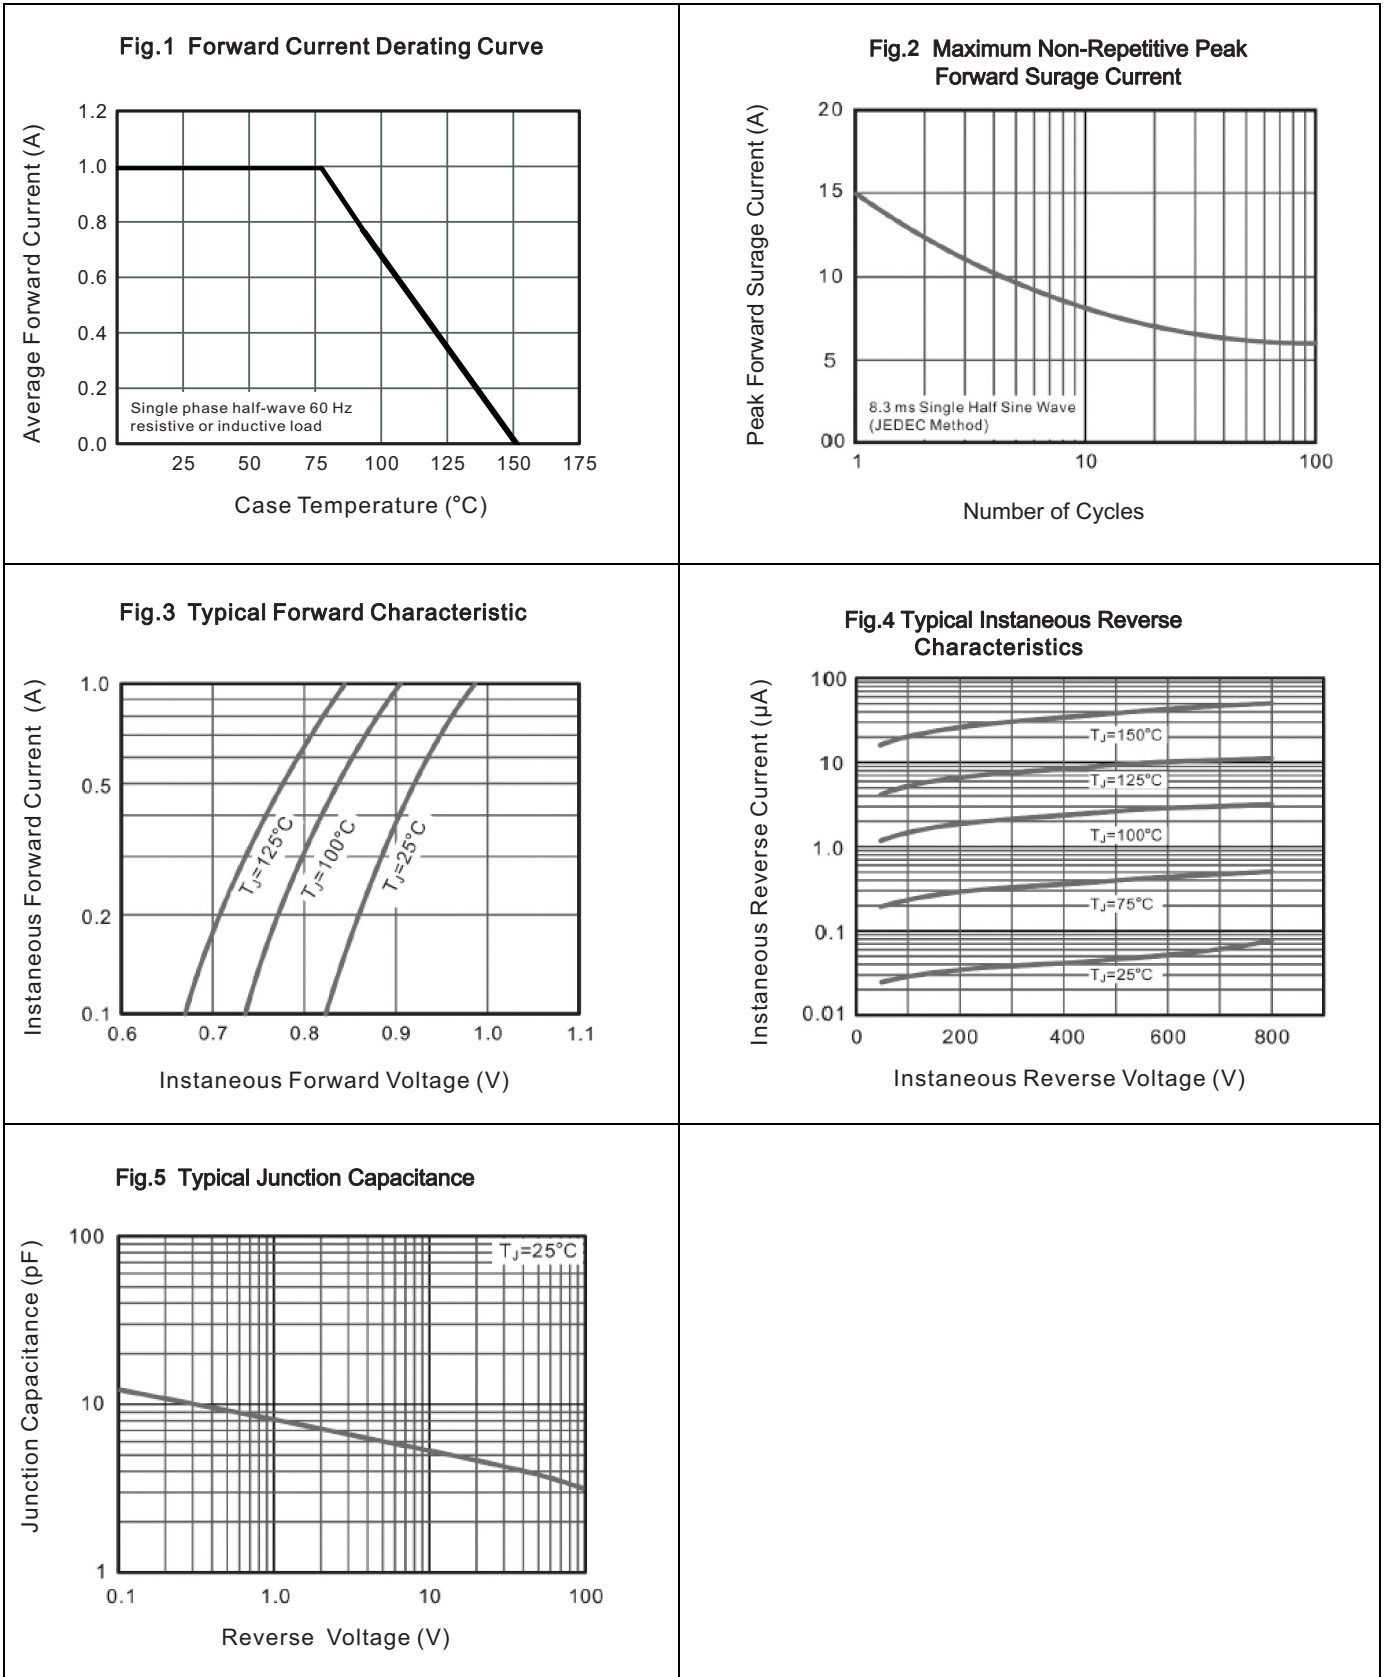 Fig.1 Forward Current Derating Curve
Average Forward Current (A)
1.2
1.0
0.8
0.6
0.4
0.2
0.0
Single phase half-wave 60 Hz
resistive or inductive load
25 50 75 100 125 150 175
Case Temperature (°C)
Fig.2 Maximum Non-Repetitive Peak
Forward Surage Current
Peak Forward Surage Current (A)
20
15
10
5
00
8.3 ms Single Half Sine Wave
(JEDEC Method)
1 10 100
Number of Cycles
Fig.3 Typical Forward Characteristic
Instaneous Forward Current (A)
1.0
0.5
0.2
0.1
TJ=125°C
TJ=100°C
TJ=25°C
0.6 0.7 0.8 0.9 1.0 1.1
Instaneous Forward Voltage (V)
Fig.4 Typical Instaneous Reverse
Characteristics
Instaneous Reverse Current (μA)
100
10
1.0
0.1
0.01
TJ=150°C
TJ=125°C
TJ=100°C
TJ=75°C
TJ=25°C
0 200 400 600 800
Instaneous Reverse Voltage (V)
Fig.5 Typical Junction Capacitance
Junction Capacitance (pF)
100
10
1
TJ=25°C
0.1 1.0 10 100
Reverse Voltage (V)